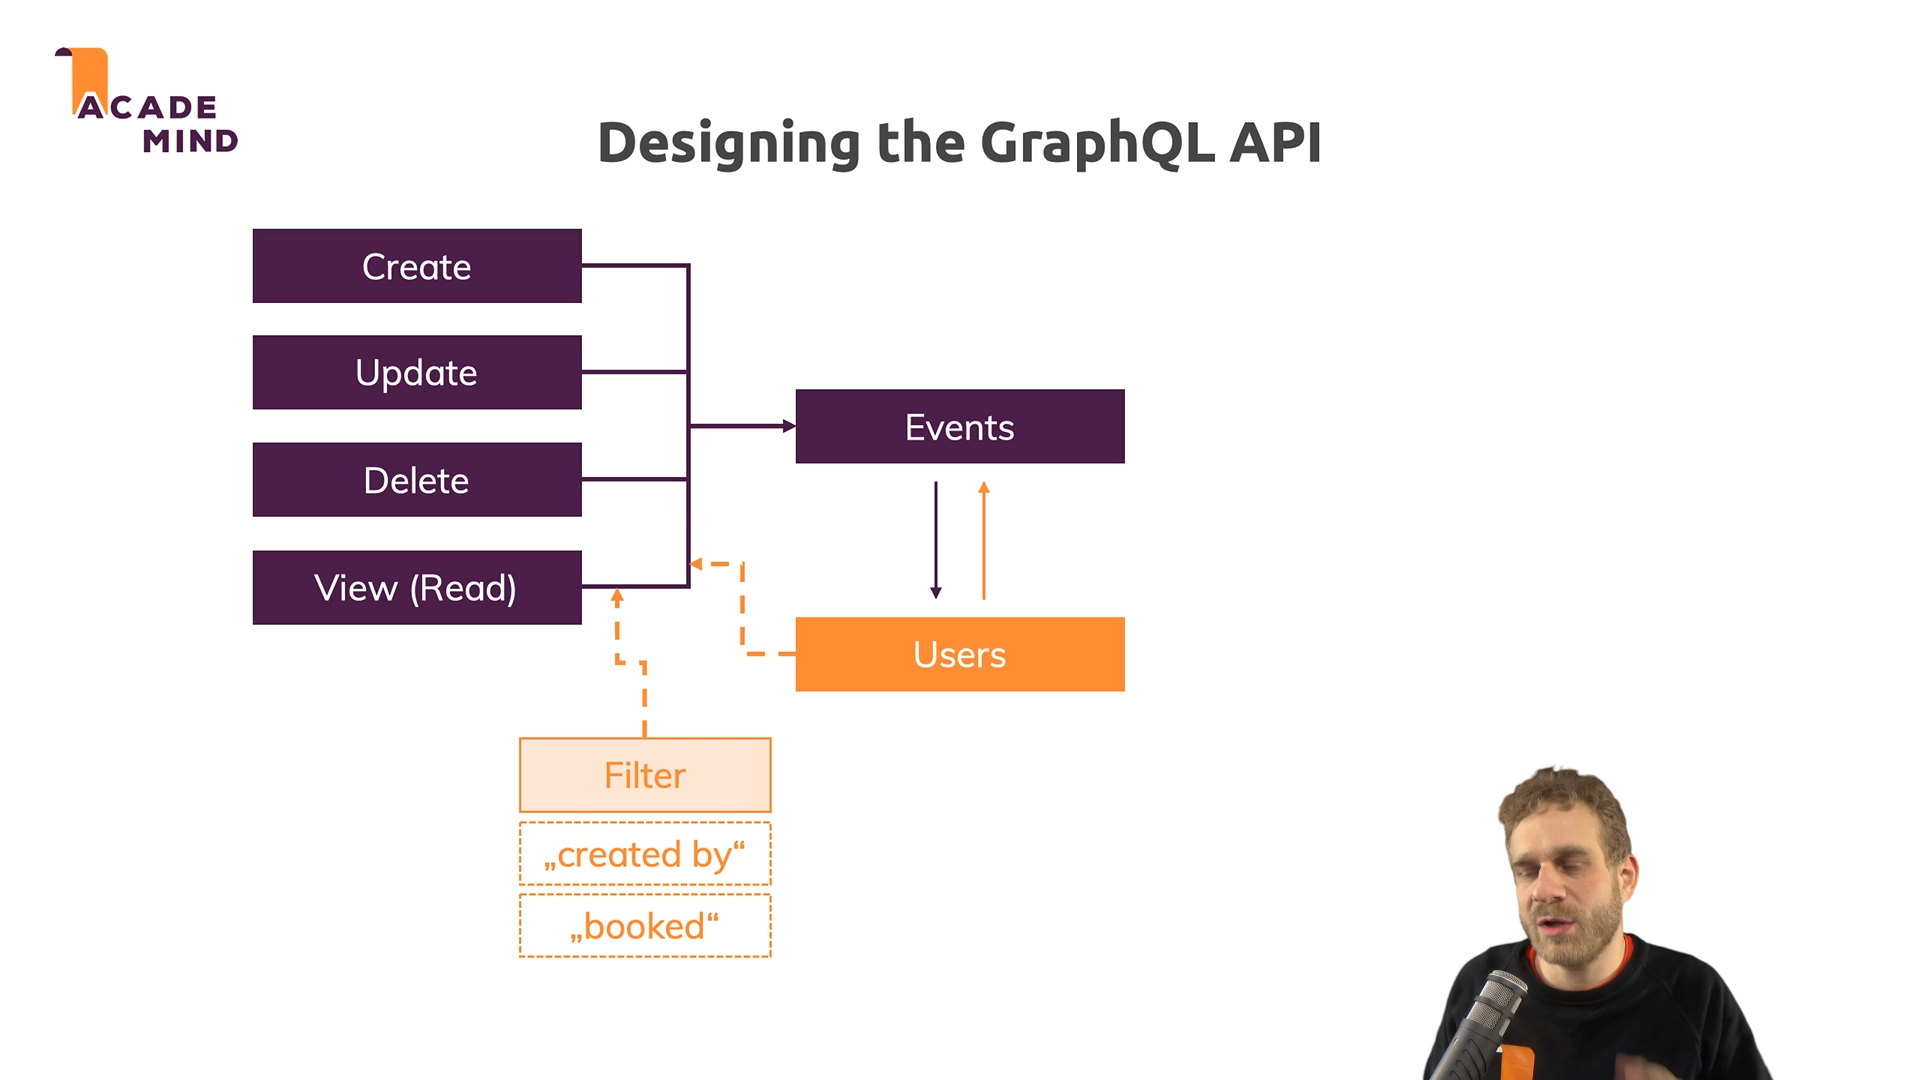 ACADE
MIND
Designing the GraphQL API
Create
Update
Delete
View (Read)
Events
Users
Filter
„created by“
„booked“